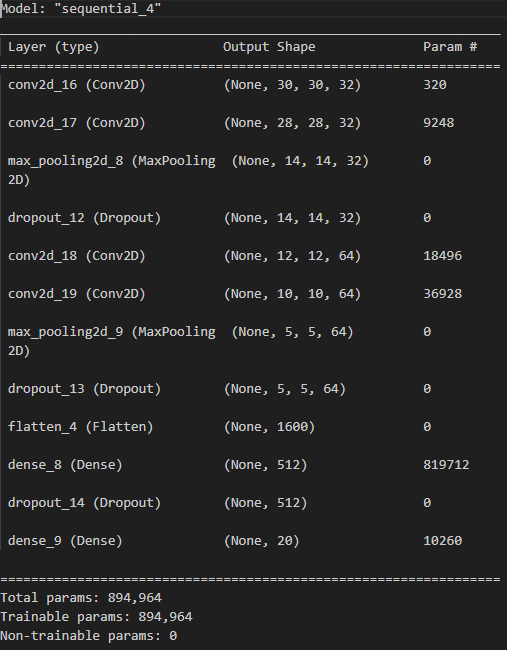 Model: "sequential_4"
_________________________________________________________________
Layer (type) Output Shape Param #
=================================================================
conv2d_16 (Conv2D) (None, 30, 30, 32) 320
conv2d_17 (Conv2D) (None, 28, 28, 32) 9248
max_pooling2d_8 (MaxPooling (None, 14, 14, 32) 0
2D)
dropout_12 (Dropout) (None, 14, 14, 32) 0
conv2d_18 (Conv2D) (None, 12, 12, 64) 18496
conv2d_19 (Conv2D) (None, 10, 10, 64) 36928
max_pooling2d_9 (MaxPooling (None, 5, 5, 64) 0
2D)
dropout_13 (Dropout) (None, 5, 5, 64) 0
flatten_4 (Flatten) (None, 1600) 0
dense_8 (Dense) (None, 512) 819712
dropout_14 (Dropout) (None, 512) 0
dense_9 (Dense) (None, 20) 10260
=================================================================
Total params: 894,964
Trainable params: 894,964
Non-trainable params: 0